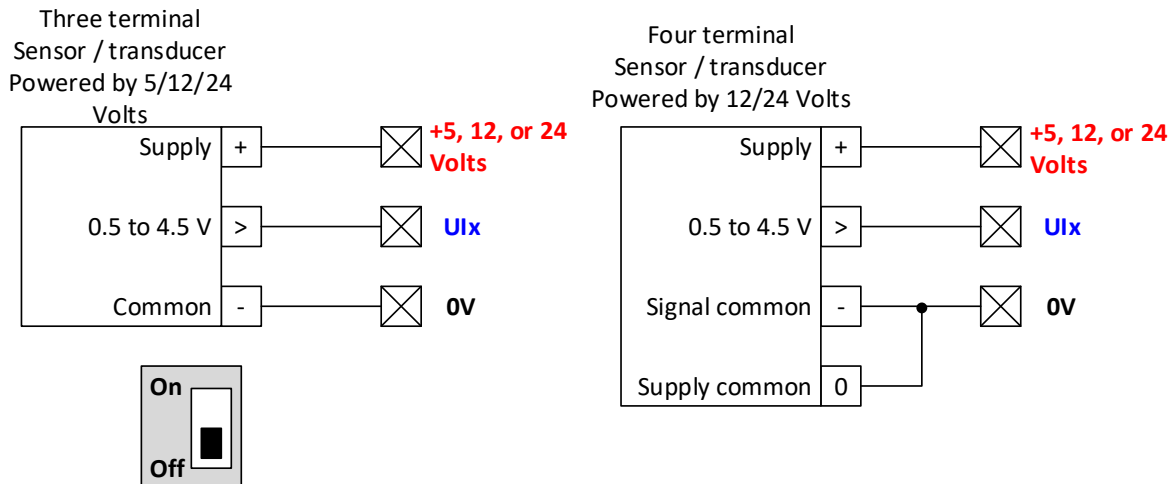 Three terminal
Sensor / transducer
Powered by 5/12/24
Volts
Supply +
+5, 12, or 24
Volts
0.5 to 4.5 V >
UIx
Common -
0V
On
Off
Four terminal
Sensor / transducer
Powered by 12/24 Volts
Supply +
+5, 12, or 24
Volts
0.5 to 4.5 V >
UIx
Signal common -
0V
Supply common 0